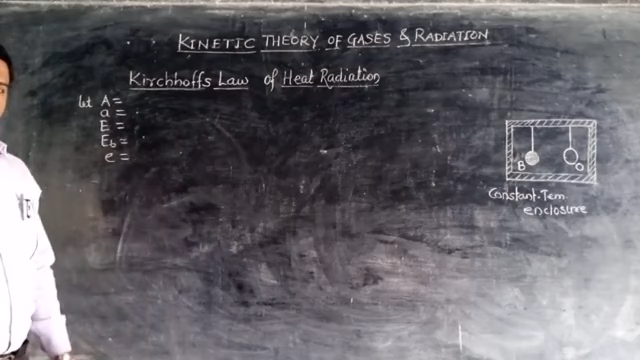 KINETIC THEORY OF GASES & RADIATION
Kirchhoffs Law of Heat Radiation
let A =
a =
E =
Eb =
e =
B
O
Constant.Tem.
enclosure